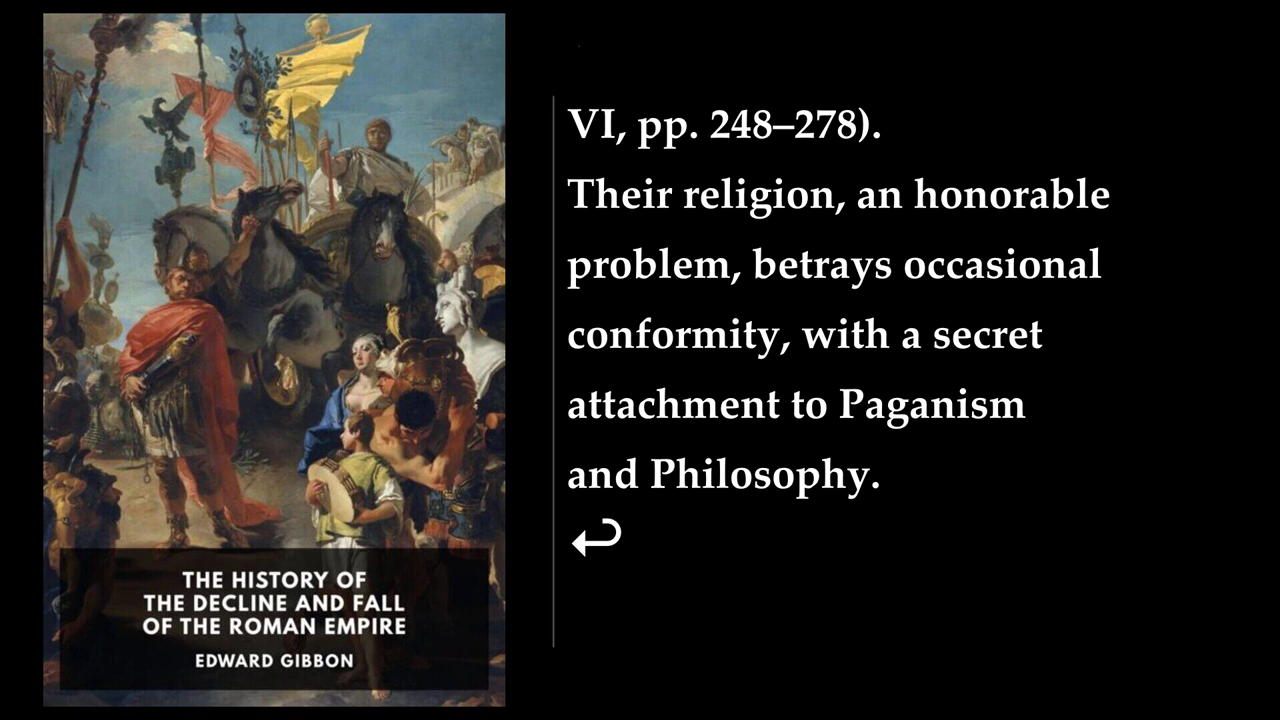 VI, pp. 248–278).
Their religion, an honorable
problem, betrays occasional
conformity, with a secret
attachment to Paganism
and Philosophy.
↩
THE HISTORY OF
THE DECLINE AND FALL
OF THE ROMAN EMPIRE
EDWARD GIBBON